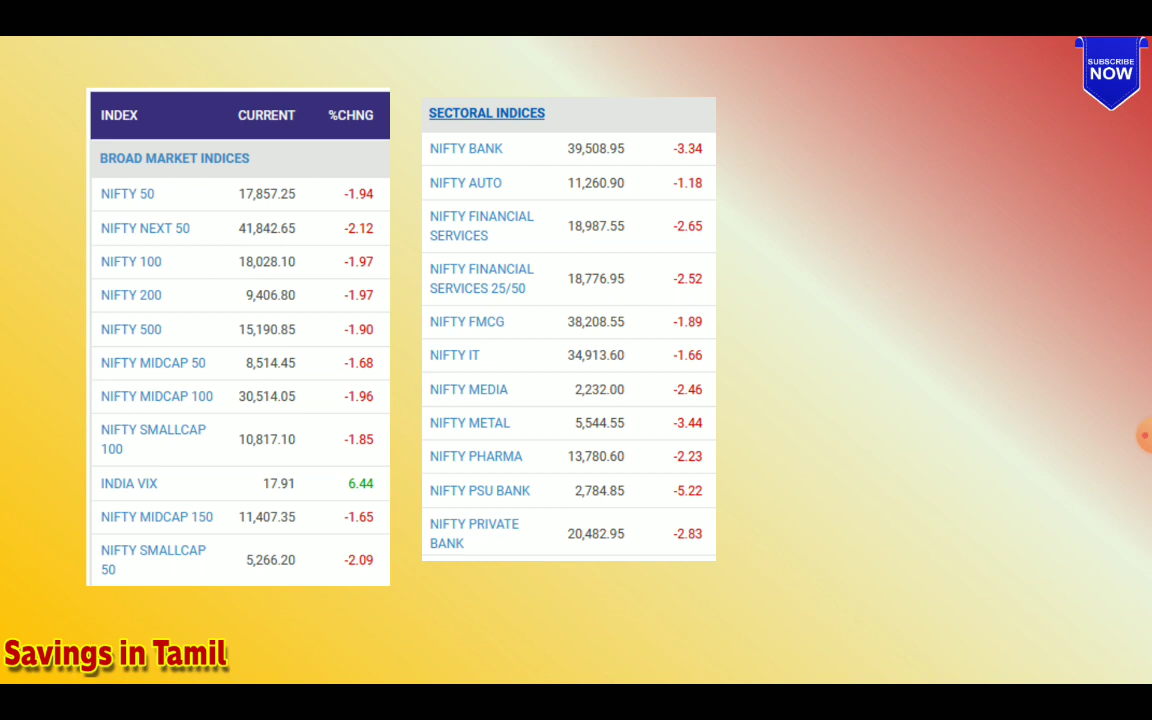 SUBSCRIBE
NOW
INDEX CURRENT %CHNG
BROAD MARKET INDICES
NIFTY 50 17,857.25 -1.94
NIFTY NEXT 50 41,842.65 -2.12
NIFTY 100 18,028.10 -1.97
NIFTY 200 9,406.80 -1.97
NIFTY 500 15,190.85 -1.90
NIFTY MIDCAP 50 8,514.45 -1.68
NIFTY MIDCAP 100 30,514.05 -1.96
NIFTY SMALLCAP
100 10,817.10 -1.85
INDIA VIX 17.91 6.44
NIFTY MIDCAP 150 11,407.35 -1.65
NIFTY SMALLCAP
50 5,266.20 -2.09
SECTORAL INDICES
NIFTY BANK 39,508.95 -3.34
NIFTY AUTO 11,260.90 -1.18
NIFTY FINANCIAL
SERVICES 18,987.55 -2.65
NIFTY FINANCIAL
SERVICES 25/50 18,776.95 -2.52
NIFTY FMCG 38,208.55 -1.89
NIFTY IT 34,913.60 -1.66
NIFTY MEDIA 2,232.00 -2.46
NIFTY METAL 5,544.55 -3.44
NIFTY PHARMA 13,780.60 -2.23
NIFTY PSU BANK 2,784.85 -5.22
NIFTY PRIVATE
BANK 20,482.95 -2.83
Savings in Tamil